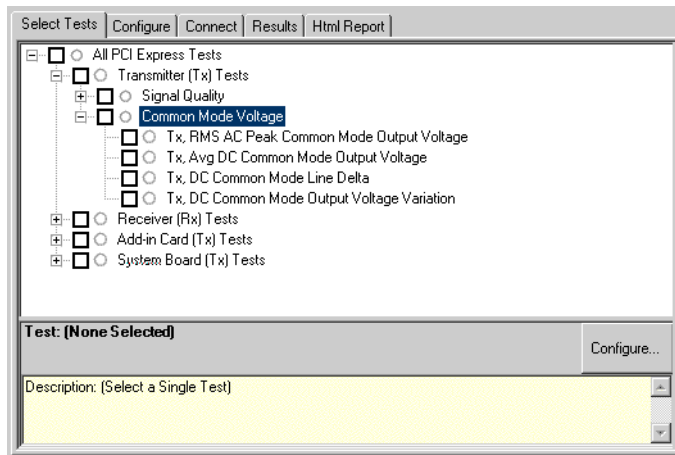 Select Tests Configure Connect Results Html Report
All PCI Express Tests
Transmitter (Tx) Tests
Signal Quality
Common Mode Voltage
Tx, RMS AC Peak Common Mode Output Voltage
Tx, Avg DC Common Mode Output Voltage
Tx, DC Common Mode Line Delta
Tx, DC Common Mode Output Voltage Variation
Receiver (Rx) Tests
Add-in Card (Tx) Tests
System Board (Tx) Tests
Test: (None Selected)
Configure...
Description: (Select a Single Test)